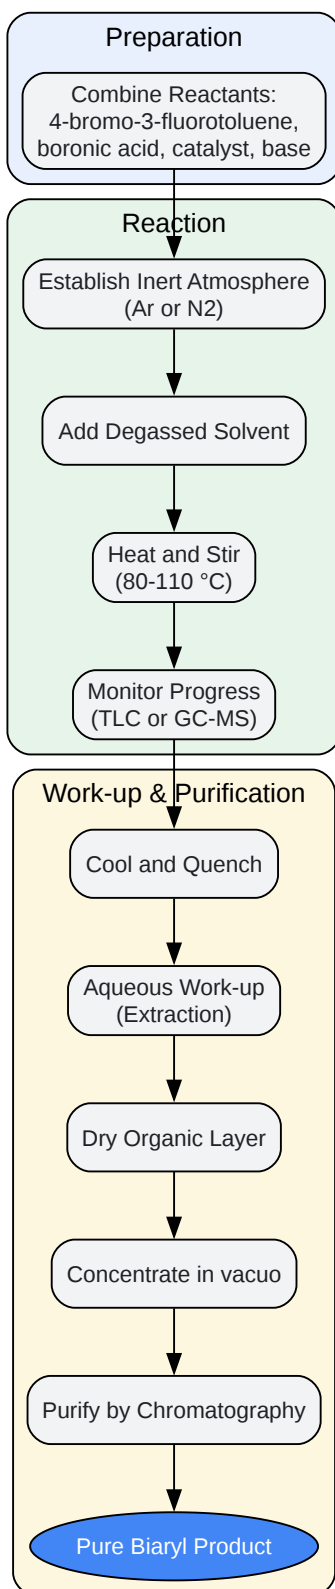 Preparation
Combine Reactants:
4-bromo-3-fluorotoluene,
boronic acid, catalyst, base
Reaction
Establish Inert Atmosphere
(Ar or N2)
Add Degassed Solvent
Heat and Stir
(80-110 °C)
Monitor Progress
(TLC or GC-MS)
Work-up & Purification
Cool and Quench
Aqueous Work-up
(Extraction)
Dry Organic Layer
Concentrate in vacuo
Purify by Chromatography
Pure Biaryl Product